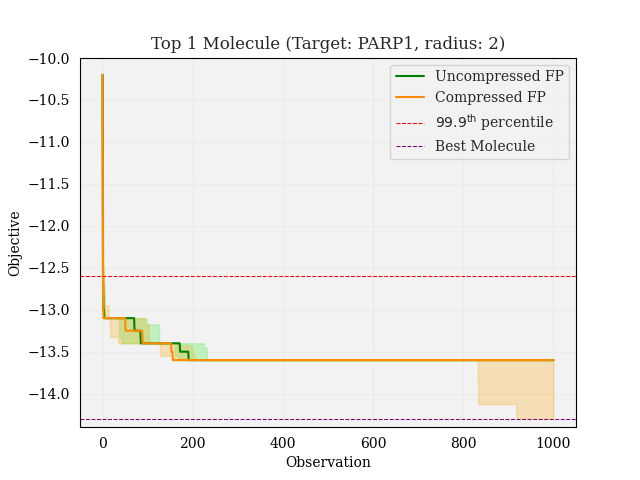 Top 1 Molecule (Target: PARP1, radius: 2)
Uncompressed FP
Compressed FP
99.9th percentile
Best Molecule
Objective
−10.0
−10.5
−11.0
−11.5
−12.0
−12.5
−13.0
−13.5
−14.0
0 200 400 600 800 1000
Observation